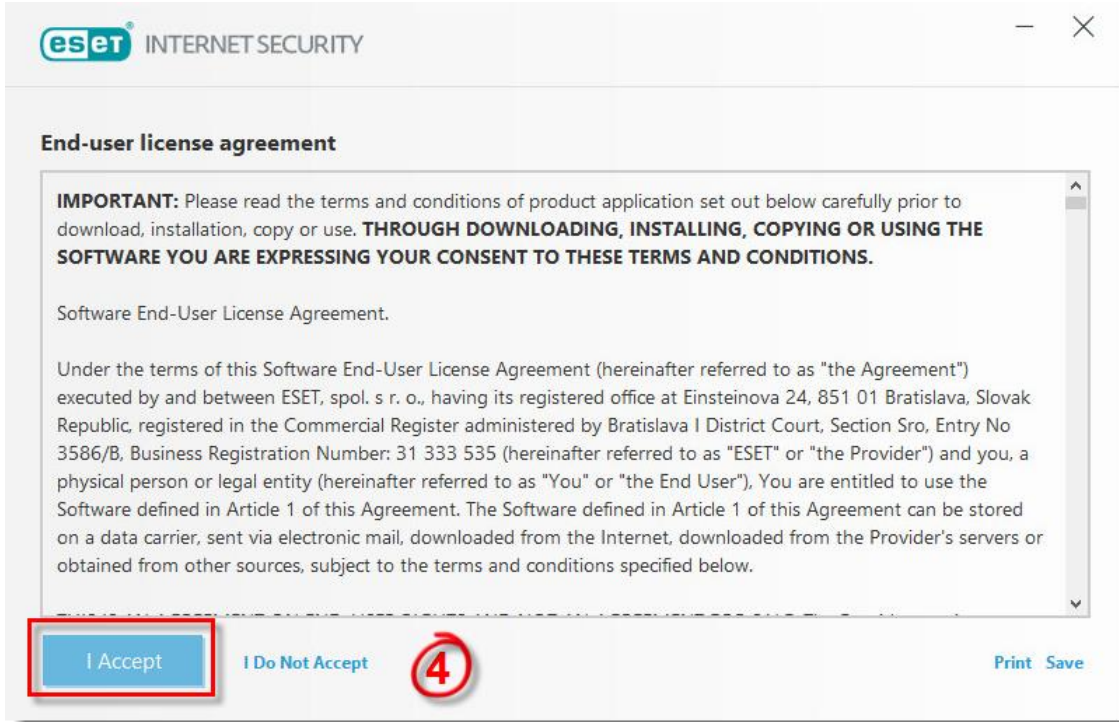 eset® INTERNET SECURITY
End-user license agreement
IMPORTANT: Please read the terms and conditions of product application set out below carefully prior to
download, installation, copy or use. THROUGH DOWNLOADING, INSTALLING, COPYING OR USING THE
SOFTWARE YOU ARE EXPRESSING YOUR CONSENT TO THESE TERMS AND CONDITIONS.
Software End-User License Agreement.
Under the terms of this Software End-User License Agreement (hereinafter referred to as "the Agreement")
executed by and between ESET, spol. s r. o., having its registered office at Einsteinova 24, 851 01 Bratislava, Slovak
Republic, registered in the Commercial Register administered by Bratislava I District Court, Section Sro, Entry No
3586/B, Business Registration Number: 31 333 535 (hereinafter referred to as "ESET" or "the Provider") and you, a
physical person or legal entity (hereinafter referred to as "You" or "the End User"), You are entitled to use the
Software defined in Article 1 of this Agreement. The Software defined in Article 1 of this Agreement can be stored
on a data carrier, sent via electronic mail, downloaded from the Internet, downloaded from the Provider's servers or
obtained from other sources, subject to the terms and conditions specified below.
I Accept I Do Not Accept 4 Print Save